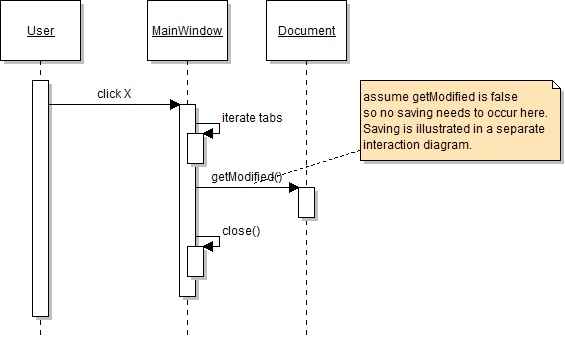 User
MainWindow
Document
click X
iterate tabs
getModified()
close()
assume getModified is false
so no saving needs to occur here.
Saving is illustrated in a separate
interaction diagram.